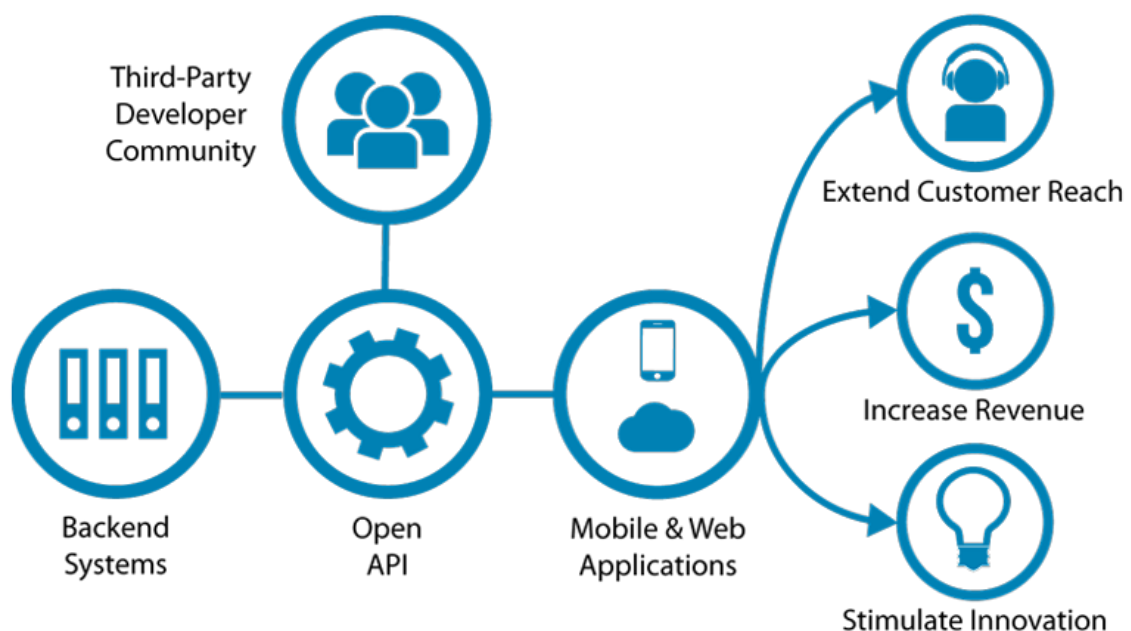 Third-Party
Developer
Community
Extend Customer Reach
Increase Revenue
Backend
Systems
Open
API
Mobile & Web
Applications
Stimulate Innovation